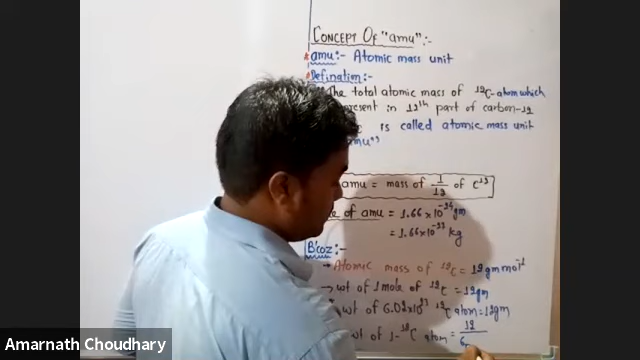 CONCEPT Of "amu":-
* amu:- Atomic mass unit
* Defination:-
The total atomic mass of ¹²C-atom which
present in 12th part of carbon-12
is called atomic mass unit
amu"
amu = mass of 1/12 of C¹²
of amu = 1.66×10⁻²⁴ gm
= 1.66×10⁻²⁷ kg
B'coz:-
→ Atomic mass of ¹²C = 12gm mol⁻¹
→ wt of 1 mole of ¹²C = 12gm
wt of 6.02×10²³ ¹²C atom = 12gm
wt of 1-¹²C atom = 12/6
Amarnath Choudhary